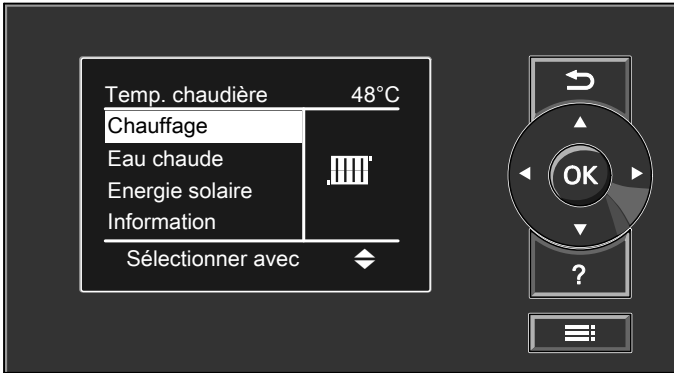 Temp. chaudière 48°C
Chauffage
Eau chaude
Energie solaire
Information
Sélectionner avec
OK
?